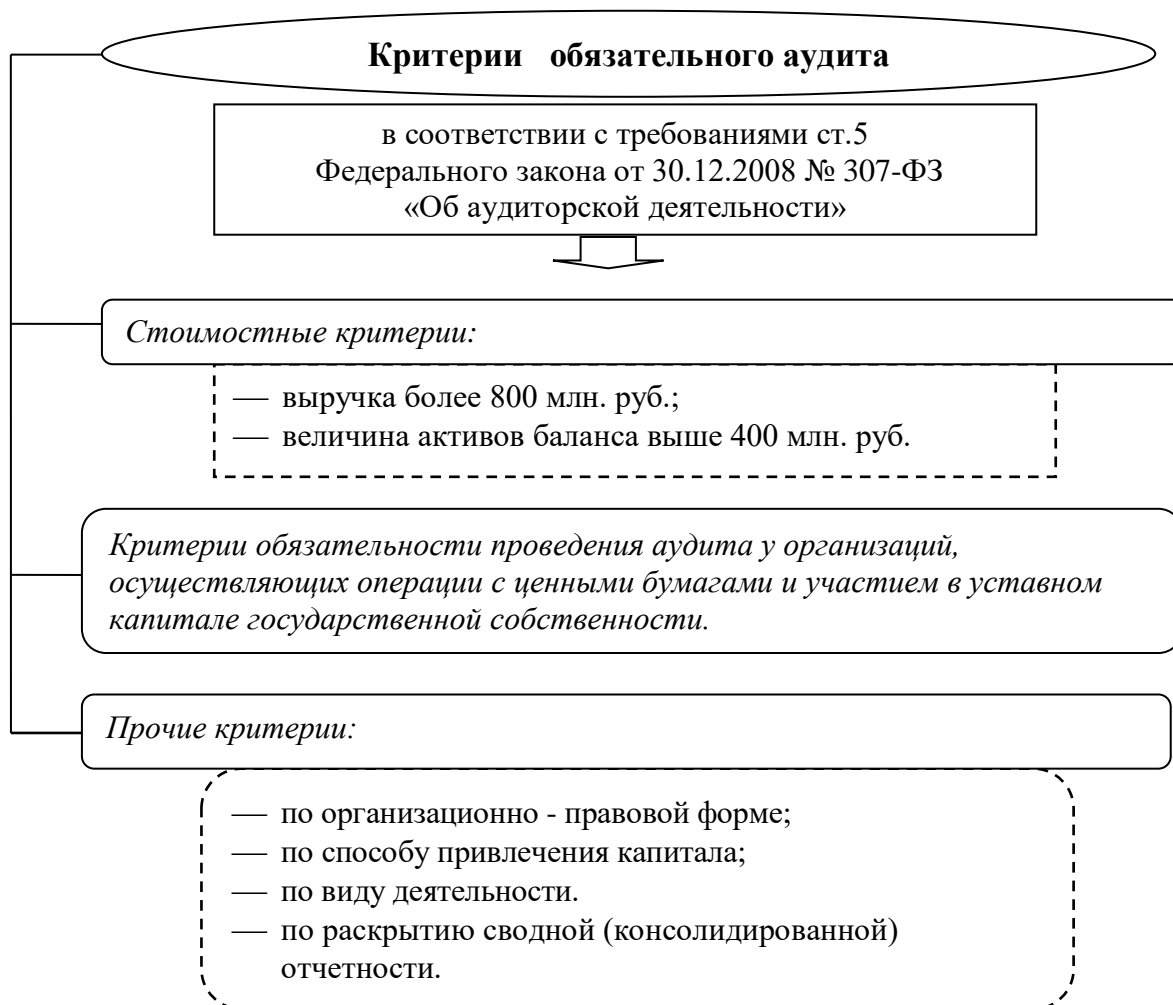 Критерии обязательного аудита
в соответствии с требованиями ст.5
Федерального закона от 30.12.2008 № 307-ФЗ
«Об аудиторской деятельности»
Стоимостные критерии:
— выручка более 800 млн. руб.;
— величина активов баланса выше 400 млн. руб.
Критерии обязательности проведения аудита у организаций,
осуществляющих операции с ценными бумагами и участием в уставном
капитале государственной собственности.
Прочие критерии:
— по организационно - правовой форме;
— по способу привлечения капитала;
— по виду деятельности.
— по раскрытию сводной (консолидированной)
отчетности.